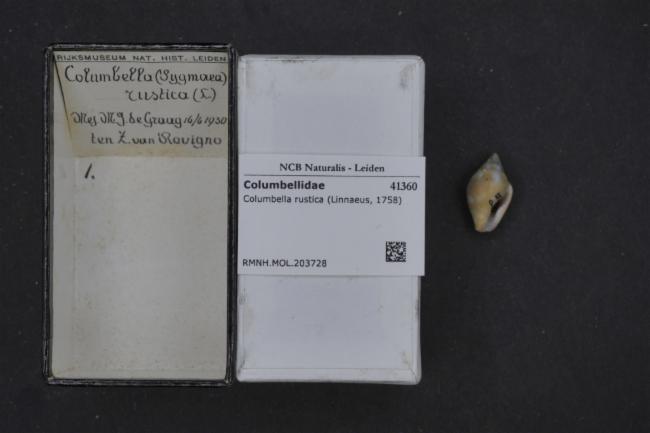 RIJKSMUSEUM NAT. HIST. LEIDEN
Columbella (Pygmaea)
rustica (L)
Mej. M. J. de Graag 16/6 1930
ten Z. van Rovigno
1.
NCB Naturalis - Leiden
Columbellidae 41360
Columbella rustica (Linnaeus, 1758)
RMNH.MOL.203728